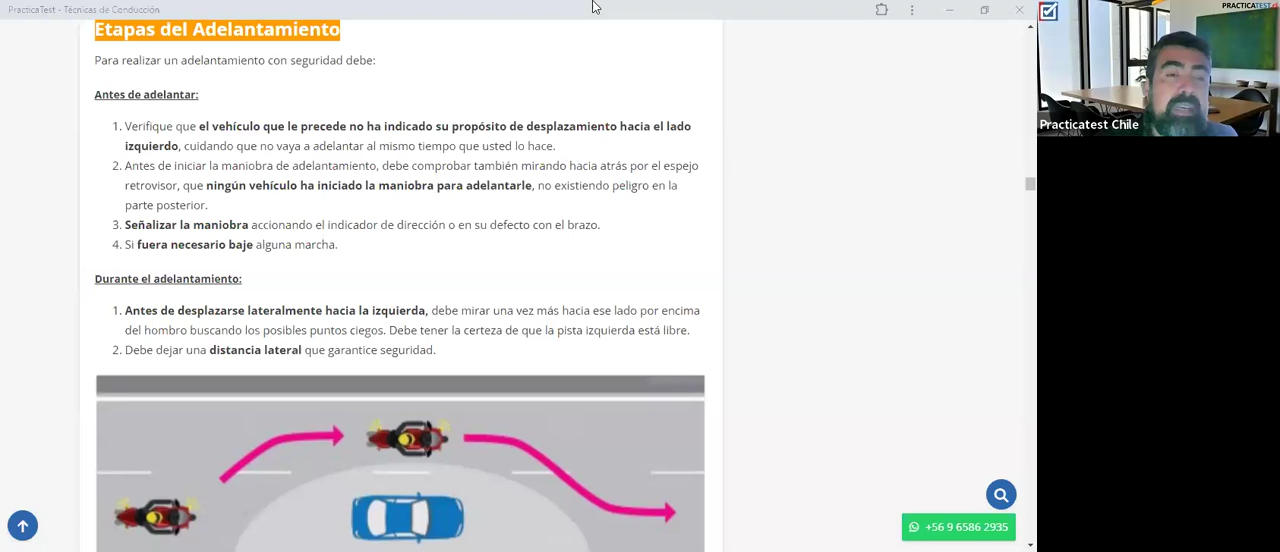 PracticaTest - Técnicas de Conducción
PRACTICATEST.CL
Etapas del Adelantamiento
Para realizar un adelantamiento con seguridad debe:
Antes de adelantar:
1. Verifique que el vehículo que le precede no ha indicado su propósito de desplazamiento hacia el lado
izquierdo, cuidando que no vaya a adelantar al mismo tiempo que usted lo hace.
2. Antes de iniciar la maniobra de adelantamiento, debe comprobar también mirando hacia atrás por el espejo
retrovisor, que ningún vehículo ha iniciado la maniobra para adelantarle, no existiendo peligro en la
parte posterior.
3. Señalizar la maniobra accionando el indicador de dirección o en su defecto con el brazo.
4. Si fuera necesario baje alguna marcha.
Durante el adelantamiento:
1. Antes de desplazarse lateralmente hacia la izquierda, debe mirar una vez más hacia ese lado por encima
del hombro buscando los posibles puntos ciegos. Debe tener la certeza de que la pista izquierda está libre.
2. Debe dejar una distancia lateral que garantice seguridad.
Practicatest Chile
+56 9 6586 2935